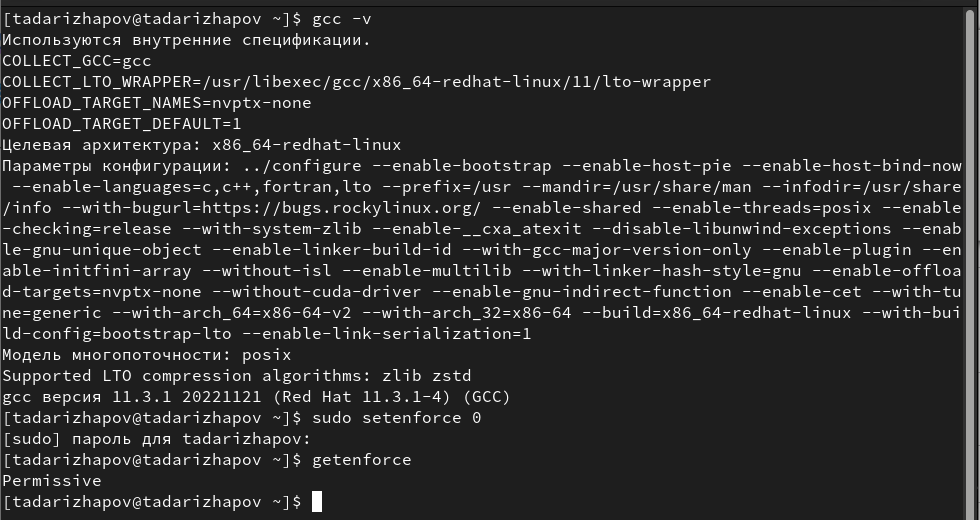 [tadarizhapov@tadarizhapov ~]$ gcc -v
Используются внутренние спецификации.
COLLECT_GCC=gcc
COLLECT_LTO_WRAPPER=/usr/libexec/gcc/x86_64-redhat-linux/11/lto-wrapper
OFFLOAD_TARGET_NAMES=nvptx-none
OFFLOAD_TARGET_DEFAULT=1
Целевая архитектура: x86_64-redhat-linux
Параметры конфигурации: ../configure --enable-bootstrap --enable-host-pie --enable-host-bind-now
 --enable-languages=c,c++,fortran,lto --prefix=/usr --mandir=/usr/share/man --infodir=/usr/share
/info --with-bugurl=https://bugs.rockylinux.org/ --enable-shared --enable-threads=posix --enable
-checking=release --with-system-zlib --enable-__cxa_atexit --disable-libunwind-exceptions --enab
le-gnu-unique-object --enable-linker-build-id --with-gcc-major-version-only --enable-plugin --en
able-initfini-array --without-isl --enable-multilib --with-linker-hash-style=gnu --enable-offloa
d-targets=nvptx-none --without-cuda-driver --enable-gnu-indirect-function --enable-cet --with-tu
ne=generic --with-arch_64=x86-64-v2 --with-arch_32=x86-64 --build=x86_64-redhat-linux --with-bui
ld-config=bootstrap-lto --enable-link-serialization=1
Модель многопоточности: posix
Supported LTO compression algorithms: zlib zstd
gcc версия 11.3.1 20221121 (Red Hat 11.3.1-4) (GCC)
[tadarizhapov@tadarizhapov ~]$ sudo setenforce 0
[sudo] пароль для tadarizhapov:
[tadarizhapov@tadarizhapov ~]$ getenforce
Permissive
[tadarizhapov@tadarizhapov ~]$